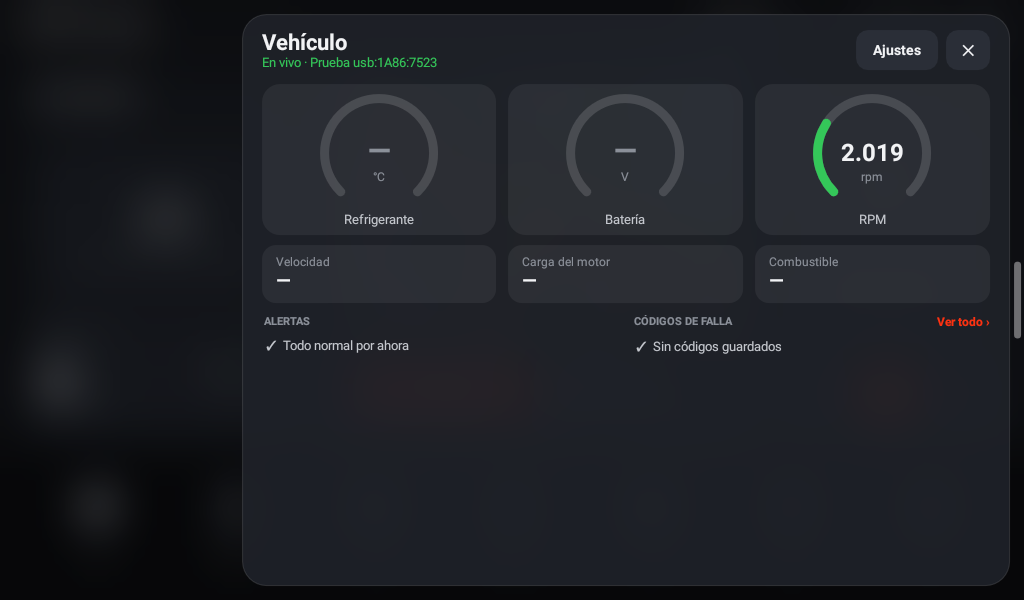 Vehículo
En vivo · Prueba usb:1A86:7523
Ajustes
—
°C
Refrigerante
—
V
Batería
2.019
rpm
RPM
Velocidad
—
Carga del motor
—
Combustible
—
ALERTAS
✓ Todo normal por ahora
CÓDIGOS DE FALLA
Ver todo ›
✓ Sin códigos guardados